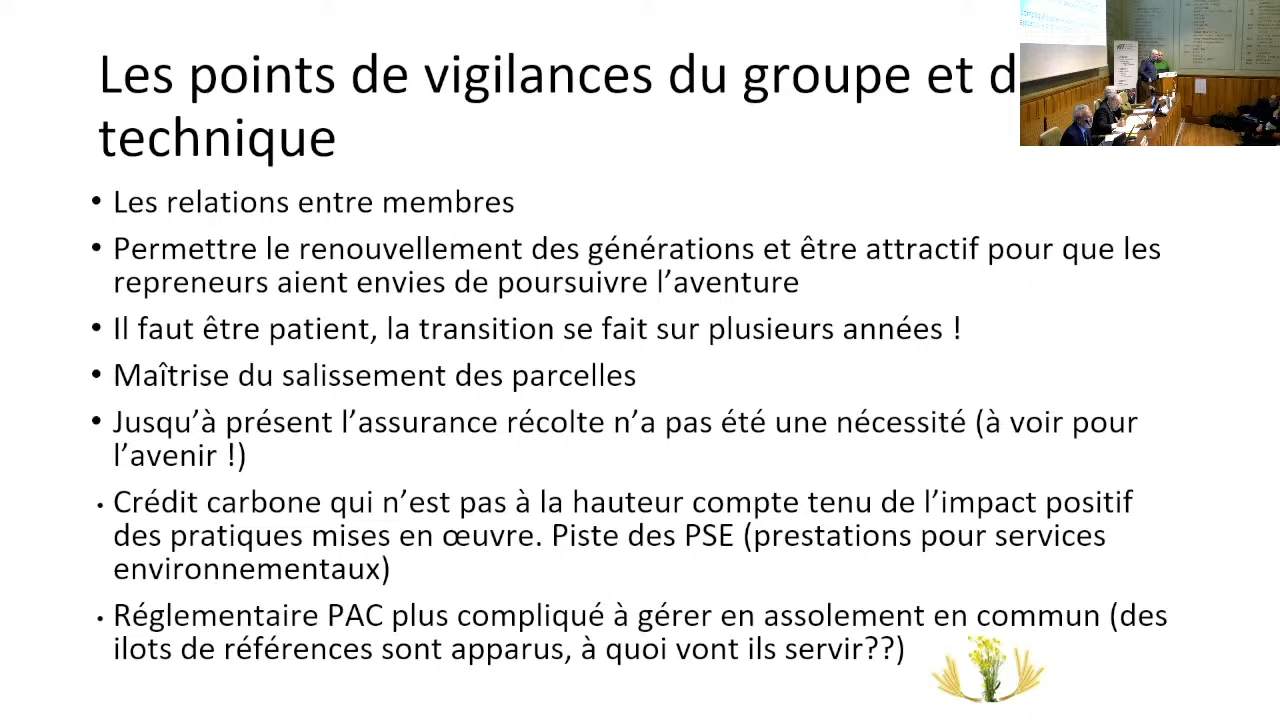 Les points de vigilances du groupe et d
technique
• Les relations entre membres
• Permettre le renouvellement des générations et être attractif pour que les
repreneurs aient envies de poursuivre l’aventure
• Il faut être patient, la transition se fait sur plusieurs années !
• Maîtrise du salissement des parcelles
• Jusqu’à présent l’assurance récolte n’a pas été une nécessité (à voir pour
l’avenir !)
• Crédit carbone qui n’est pas à la hauteur compte tenu de l’impact positif
des pratiques mises en œuvre. Piste des PSE (prestations pour services
environnementaux)
• Réglementaire PAC plus compliqué à gérer en assolement en commun (des
ilots de références sont apparus, à quoi vont ils servir??)